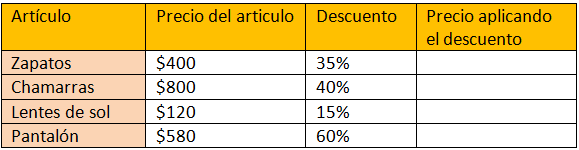 Artículo Precio del articulo Descuento Precio aplicando
el descuento
Zapatos $400 35%
Chamarras $800 40%
Lentes de sol $120 15%
Pantalón $580 60%